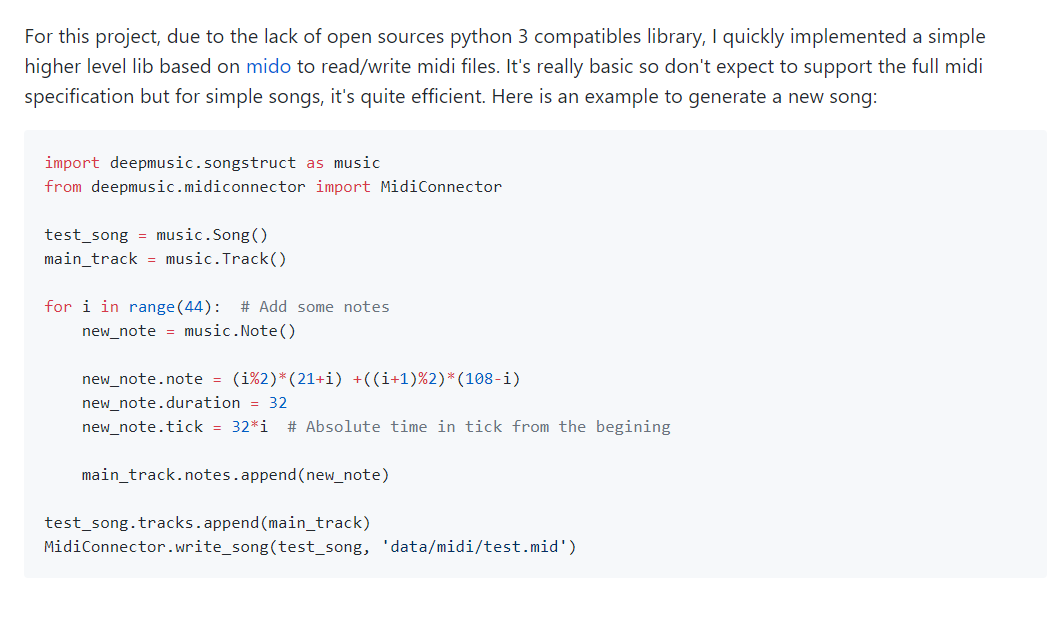 For this project, due to the lack of open sources python 3 compatibles library, I quickly implemented a simple
higher level lib based on mido to read/write midi files. It's really basic so don't expect to support the full midi
specification but for simple songs, it's quite efficient. Here is an example to generate a new song:
import deepmusic.songstruct as music
from deepmusic.midiconnector import MidiConnector
test_song = music.Song()
main_track = music.Track()
for i in range(44):  # Add some notes
    new_note = music.Note()
    new_note.note = (i%2)*(21+i) +((i+1)%2)*(108-i)
    new_note.duration = 32
    new_note.tick = 32*i  # Absolute time in tick from the begining
    main_track.notes.append(new_note)
test_song.tracks.append(main_track)
MidiConnector.write_song(test_song, 'data/midi/test.mid')